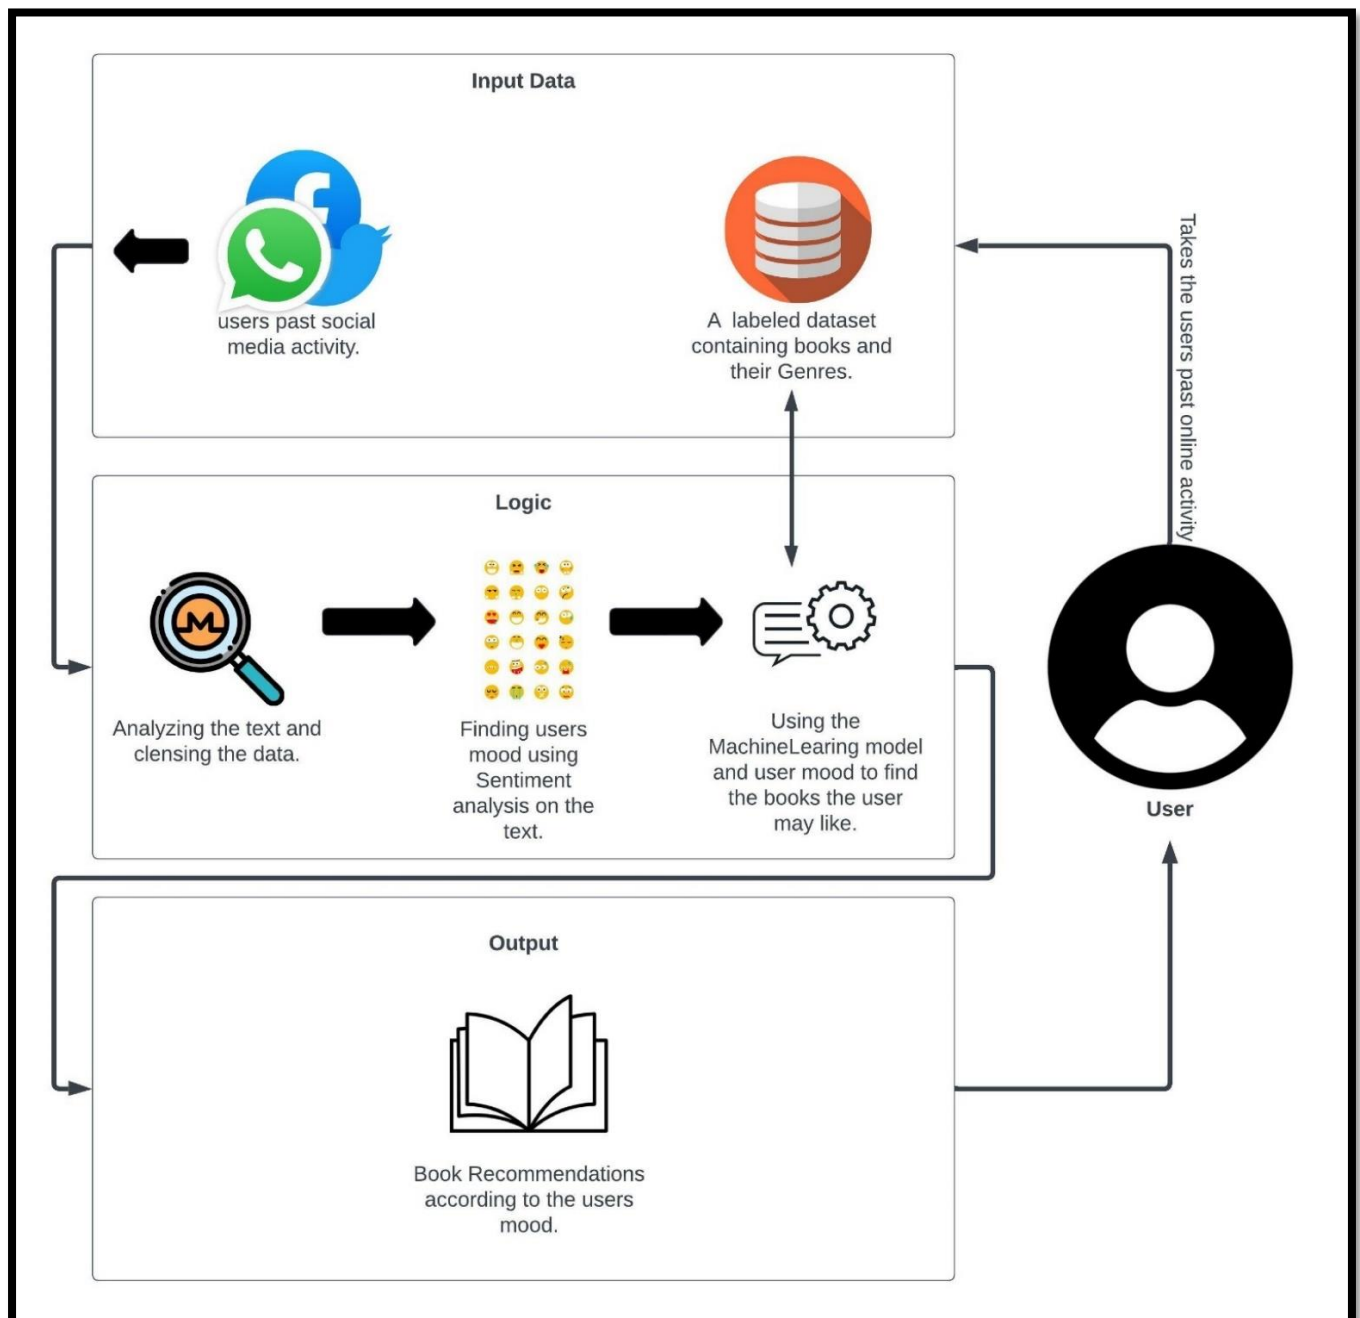 Input Data
users past social
media activity.
A labeled dataset
containing books and
their Genres.
Takes the users past online activity
Logic
Analyzing the text and
clensing the data.
Finding users
mood using
Sentiment
analysis on the
text.
Using the
MachineLearing model
and user mood to find
the books the user
may like.
User
Output
Book Recommendations
according to the users
mood.